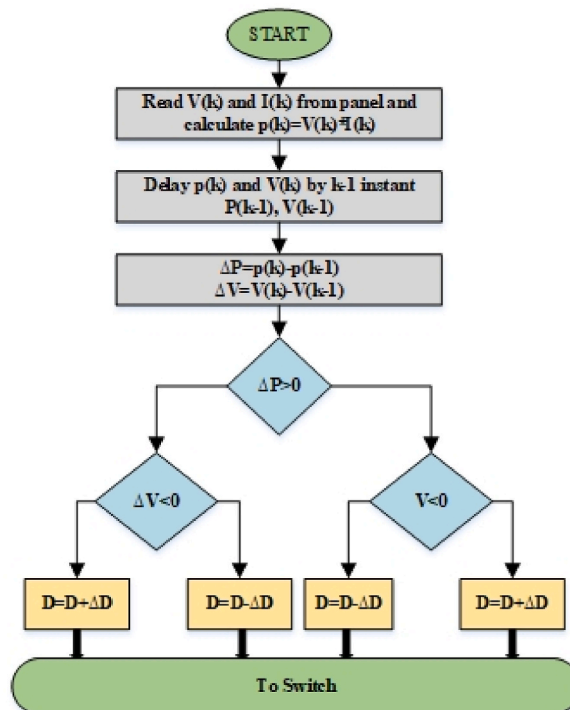 START
Read V(k) and I(k) from panel and
calculate p(k)=V(k)*I(k)
Delay p(k) and V(k) by k-1 instant
P(k-1), V(k-1)
ΔP=p(k)-p(k-1)
ΔV=V(k)-V(k-1)
ΔP>0
ΔV<0
V<0
D=D+ΔD
D=D-ΔD
D=D-ΔD
D=D+ΔD
To Switch